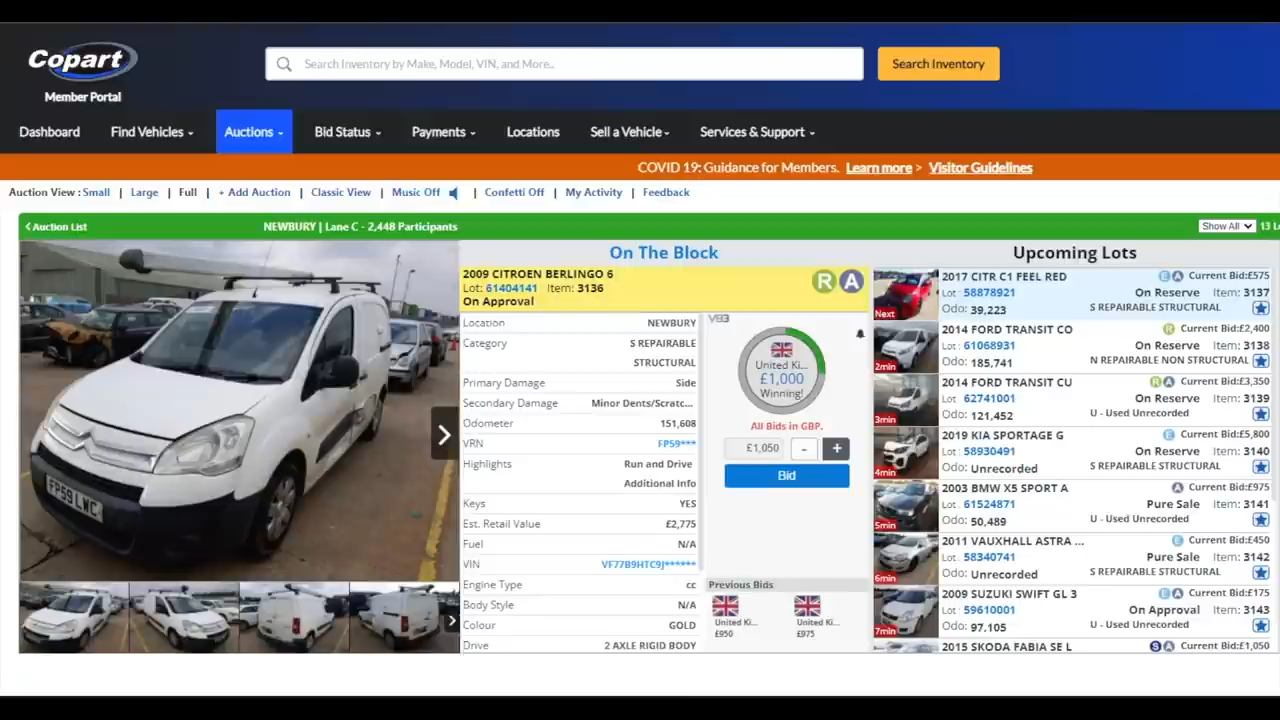 Copart
Member Portal
Search Inventory by Make, Model, VIN, and More..
Search Inventory
Dashboard
Find Vehicles
Auctions
Bid Status
Payments
Locations
Sell a Vehicle
Services & Support
COVID 19: Guidance for Members. Learn more > Visitor Guidelines
Auction View : Small | Large | Full | + Add Auction | Classic View | Music Off | Confetti Off | My Activity | Feedback
Auction List
NEWBURY | Lane C - 2,448 Participants
Show All
13 L
FP59 LWC
On The Block
2009 CITROEN BERLINGO 6
Lot: 61404141 Item: 3136
On Approval
R A
Location NEWBURY
Category S REPAIRABLE
STRUCTURAL
Primary Damage Side
Secondary Damage Minor Dents/Scratc...
Odometer 151,608
VRN FP59***
Highlights Run and Drive
Additional Info
Keys YES
Est. Retail Value £2,775
Fuel N/A
VIN VF77B9HTC9J******
Engine Type cc
Body Style N/A
Colour GOLD
Drive 2 AXLE RIGID BODY
United Ki...
£1,000
Winning!
All Bids in GBP.
£1,050 - +
Bid
Previous Bids
United Ki...
£950
United Ki...
£975
Upcoming Lots
Next
2017 CITR C1 FEEL RED E A Current Bid:£575
Lot : 58878921 On Reserve Item: 3137
Odo: 39,223 S REPAIRABLE STRUCTURAL
2min
2014 FORD TRANSIT CO R Current Bid:£2,400
Lot : 61068931 On Reserve Item: 3138
Odo: 185,741 N REPAIRABLE NON STRUCTURAL
3min
2014 FORD TRANSIT CU R A Current Bid:£3,350
Lot : 62741001 On Reserve Item: 3139
Odo: 121,452 U - Used Unrecorded
4min
2019 KIA SPORTAGE G E Current Bid:£5,800
Lot : 58930491 On Reserve Item: 3140
Odo: Unrecorded S REPAIRABLE STRUCTURAL
5min
2003 BMW X5 SPORT A A Current Bid:£975
Lot : 61524871 Pure Sale Item: 3141
Odo: 50,489 U - Used Unrecorded
6min
2011 VAUXHALL ASTRA ... E Current Bid:£450
Lot : 58340741 Pure Sale Item: 3142
Odo: Unrecorded S REPAIRABLE STRUCTURAL
7min
2009 SUZUKI SWIFT GL 3 E A Current Bid:£175
Lot : 59610001 On Approval Item: 3143
Odo: 97,105 U - Used Unrecorded
2015 SKODA FABIA SE L S A Current Bid:£1,050